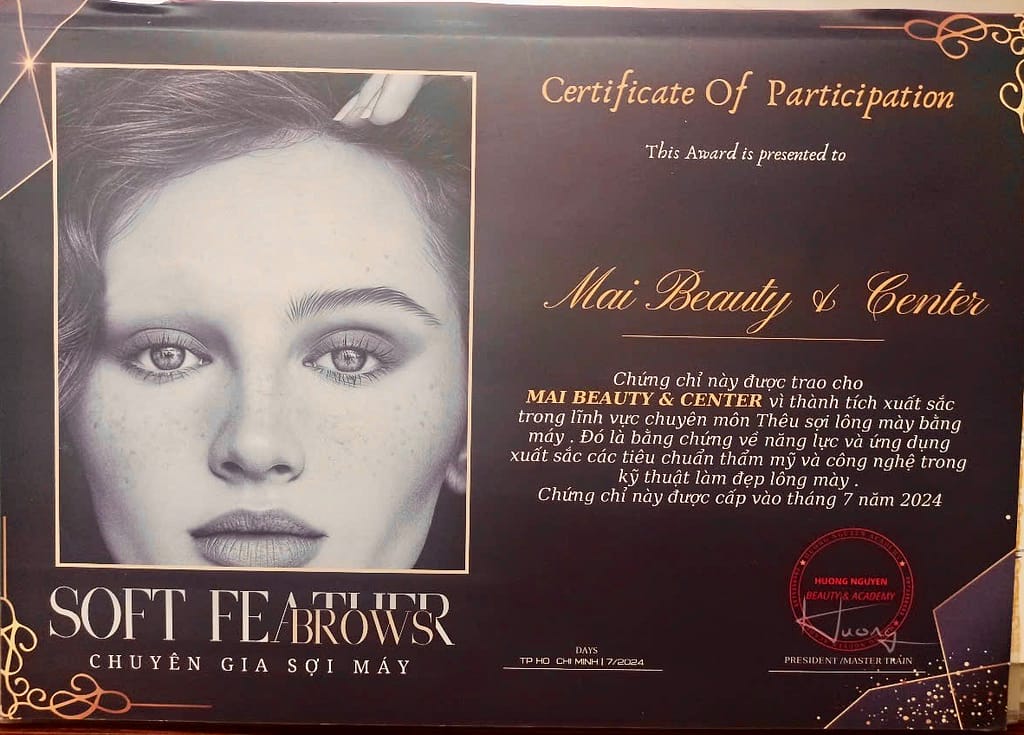 Certificate Of Participation
This Award is presented to
Mai Beauty & Center
Chứng chỉ này được trao cho
MAI BEAUTY & CENTER vì thành tích xuất sắc
trong lĩnh vực chuyên môn Thêu sợi lông mày bằng
máy . Đó là bằng chứng về năng lực và ứng dụng
xuất sắc các tiêu chuẩn thẩm mỹ và công nghệ trong
kỹ thuật làm đẹp lông mày .
Chứng chỉ này được cấp vào tháng 7 năm 2024
SOFT FEATHER
BROWS
CHUYÊN GIA SỢI MÁY
DAYS
TP HO CHI MINH | 7/2024
HUONG NGUYEN ACADEMY
HUONG NGUYEN
BEAUTY & ACADEMY
Huong
PRESIDENT /MASTER TRAIN